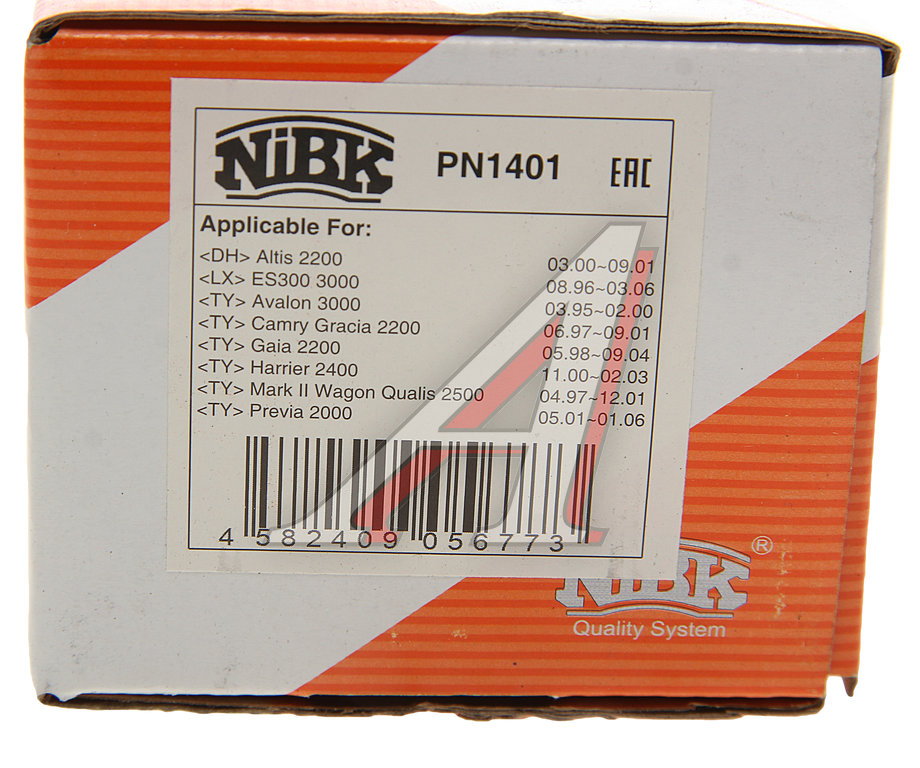 NiBK PN1401 EAC
Applicable For:
<DH> Altis 2200 03.00~09.01
<LX> ES300 3000 08.96~03.06
<TY> Avalon 3000 03.95~02.00
<TY> Camry Gracia 2200 06.97~09.01
<TY> Gaia 2200 05.98~09.04
<TY> Harrier 2400 11.00~02.03
<TY> Mark II Wagon Qualis 2500 04.97~12.01
<TY> Previa 2000 05.01~01.06
4 582409 056773
NiBK ®
Quality System